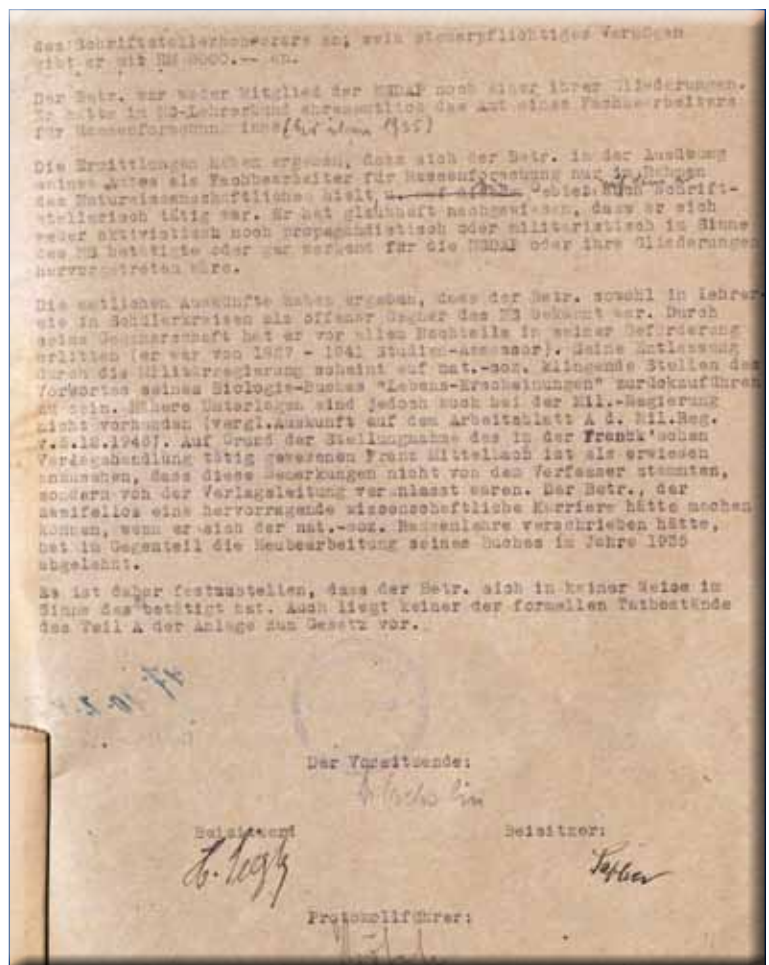 des Schriftstellerhonorars an; sein steuerpflichtiges Vermögen
gibt er mit RM 9000.-- an.
Der Betr. war weder Mitglied der NSDAP noch einer ihrer Gliederungen.
Er hatte im NS-Lehrerbund ehrenamtlich das Amt eines Fachbearbeiters
für Rassenforschung inne 1935)
Die Ermittlungen haben ergeben, dass sich der Betr. in der Ausübung
seines Amtes als Fachbearbeiter für Rassenforschung nur im Rahmen
des Naturwissenschaftlichen hielt, Schrift-
stellerisch tätig war. Er hat glaubhaft nachgewiesen, dass er sich
weder aktivistisch noch propagandistisch oder militaristisch im Sinne
des NS betätigte oder gar werbend für die NSDAP oder ihre Gliederungen
hervorgetreten wäre.
Die amtlichen Auskünfte haben ergeben, dass der Betr. sowohl in Lehrer-
wie in Schülerkreisen als offener Gegner des NS bekannt war. Durch
seine Gegnerschaft hat er vor allem Nachteile in seiner Beförderung
erlitten (er war von 1927 - 1941 Studien-Assessor). Seine Entlassung
durch die Militärregierung scheint auf nat.-soz. klingende Stellen des
Vorwortes seines Biologie-Buches "Lebens-Erscheinungen" zurückzuführen
zu sein. Nähere Unterlagen sind jedoch auch bei der Mil.-Regierung
nicht vorhanden (vergl.Auskunft auf dem Arbeitsblatt A d. Mil.Reg.
v.5.12.1946). Auf Grund der Stellungnahme des in der Franck'schen
Verlagshandlung tätig gewesenen Franz Mittelbach ist als erwiesen
anzusehen, dass diese Bemerkungen nicht von dem Verfasser stammten,
sondern von der Verlagsleitung veranlasst waren. Der Betr., der
zweifellos eine hervorragende wissenschaftliche Karriere hätte machen
können, wenn er sich der nat.-soz. Rassenlehre verschrieben hätte,
hat im Gegenteil die Neubearbeitung seines Buches im Jahre 1935
abgelehnt.
Es ist daher festzustellen, dass der Betr. sich in keiner Weise im
Sinne des betätigt hat. Auch liegt keiner der formellen Tatbestände
des Teil A der Anlage zum Gesetz vor.
Der Vorsitzende:
Beisitzer: Beisitzer:
Protokollführer: